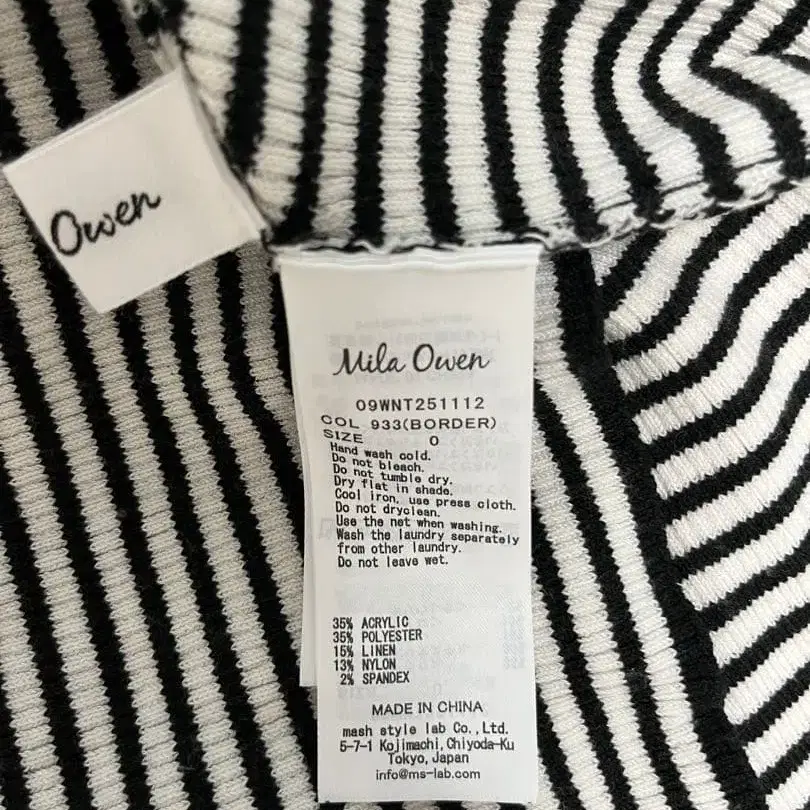 Owen
Mila Owen
09WNT251112
COL 933(BORDER)
SIZE 0
Hand wash cold.
Do not bleach.
Do not tumble dry.
Dry flat in shade.
Cool iron, use press cloth.
Do not dryclean.
Use the net when washing.
Wash the laundry separately
from other laundry.
Do not leave wet.
35% ACRYLIC
35% POLYESTER
15% LINEN
13% NYLON
2% SPANDEX
MADE IN CHINA
mash style lab Co.,Ltd.
5-7-1 Kojimachi,Chiyoda-Ku
Tokyo,Japan
info@ms-lab.com